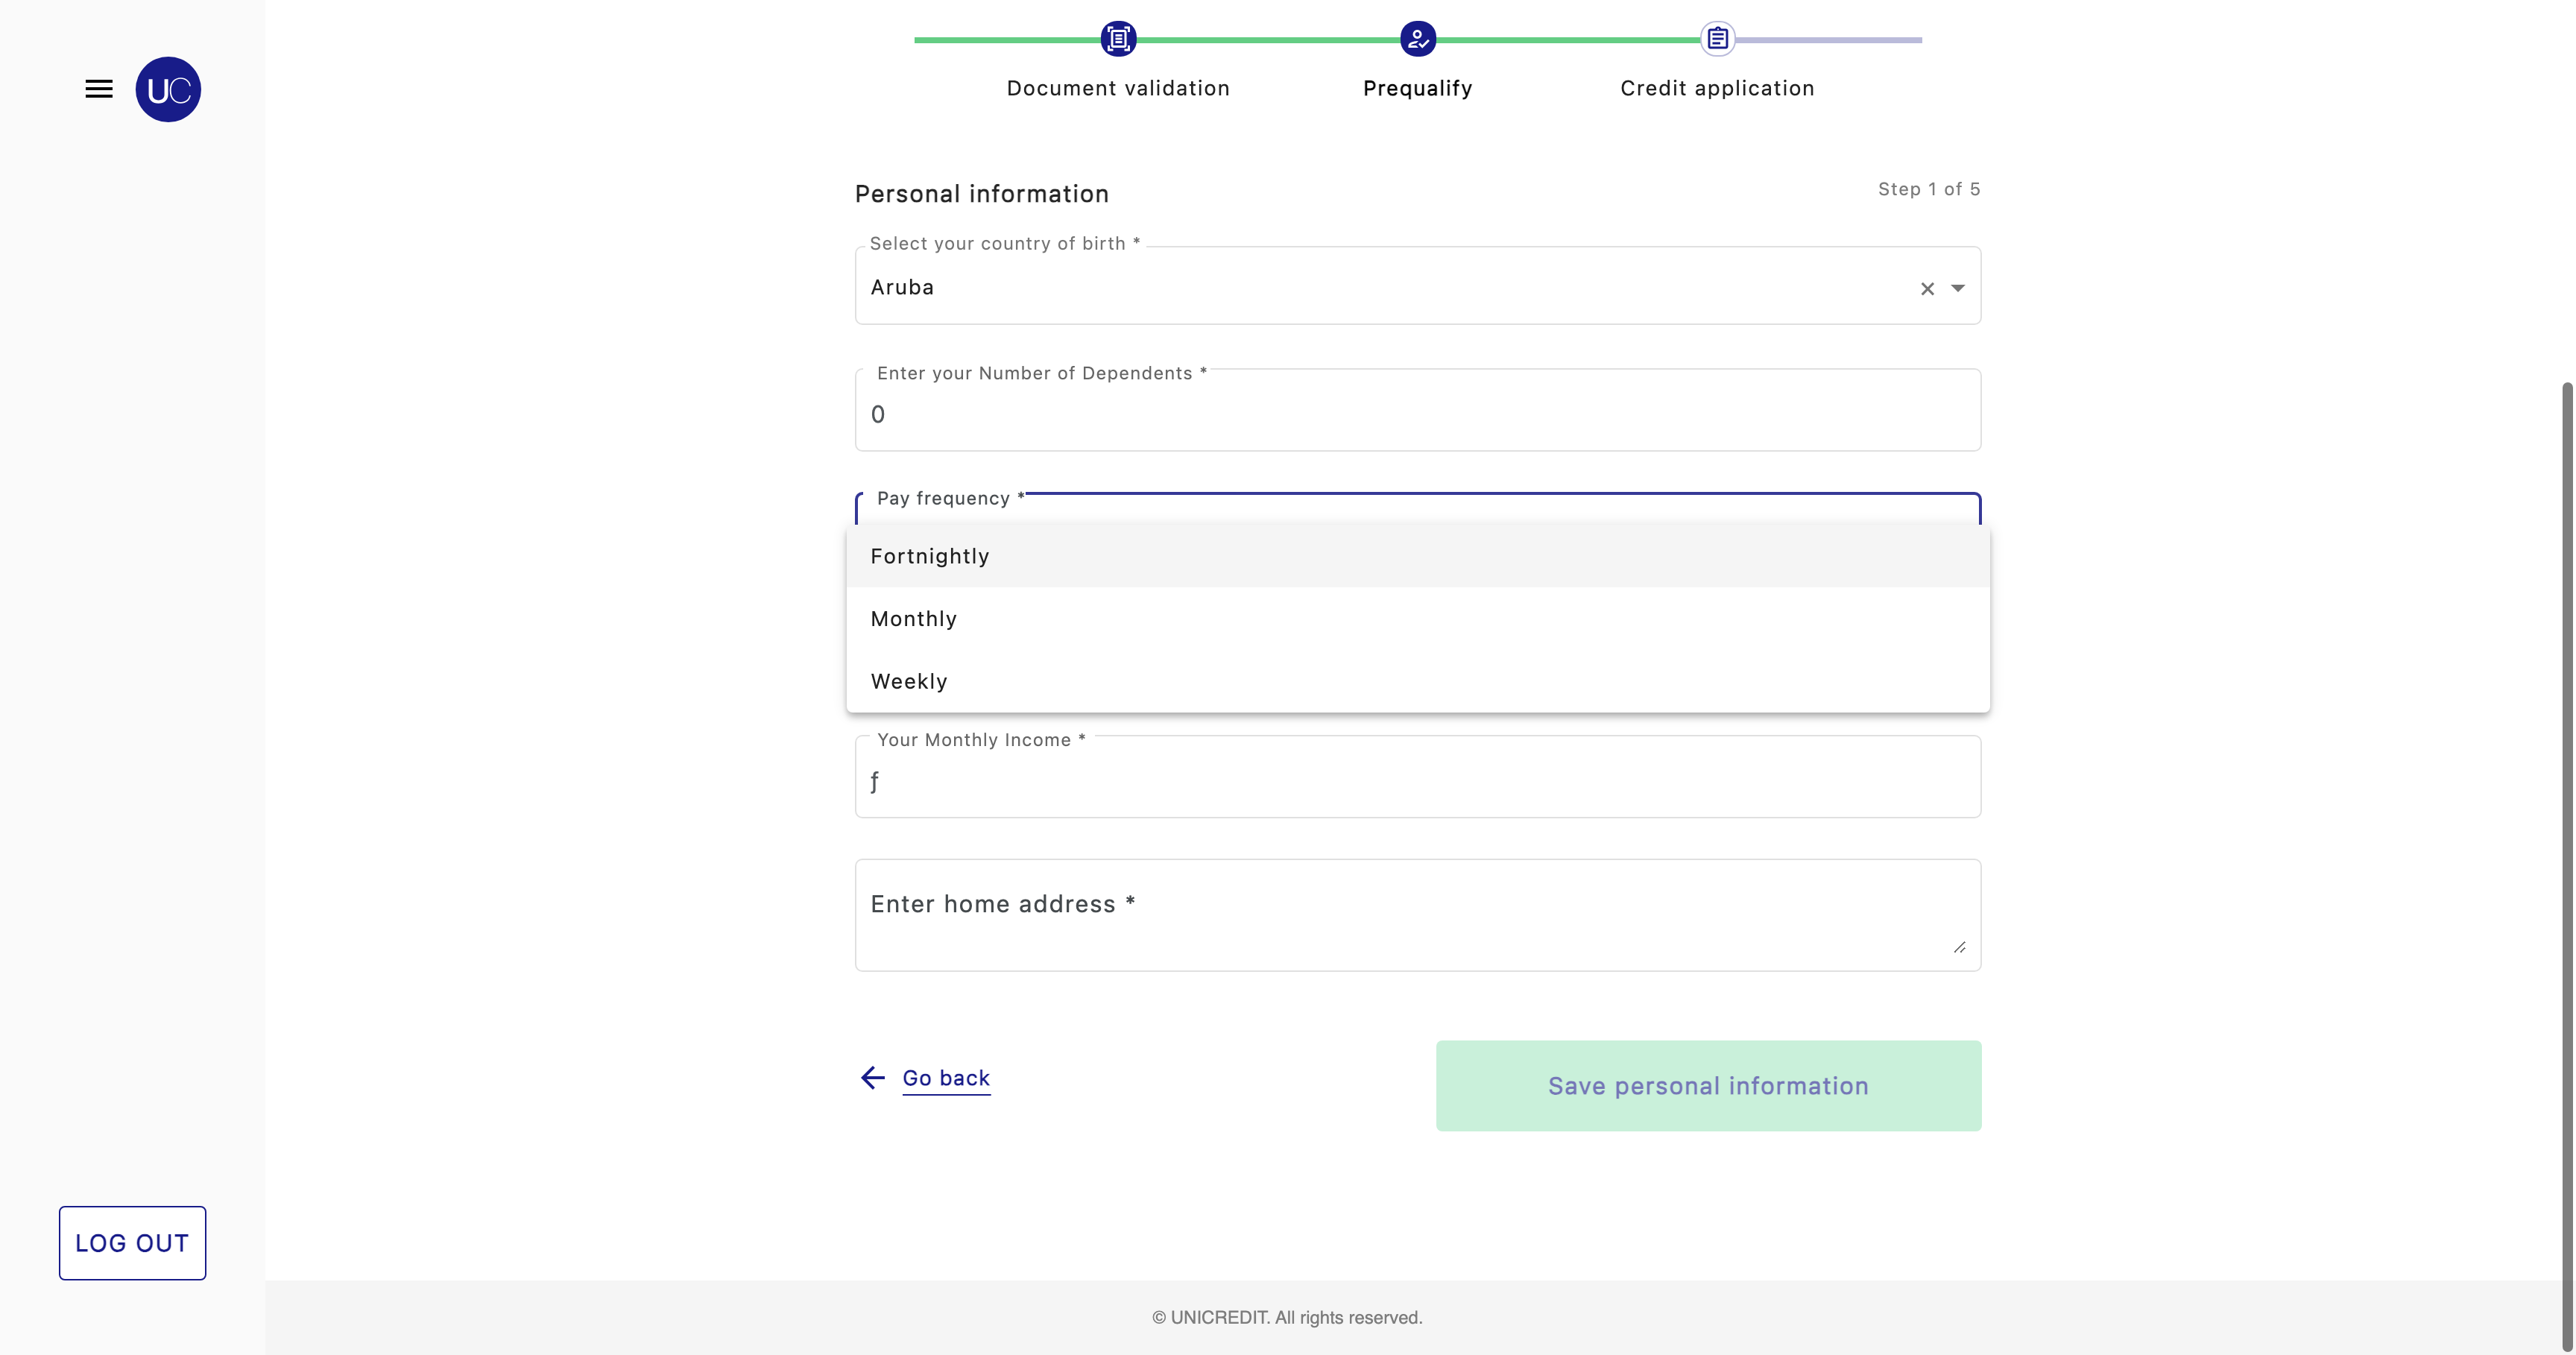 UC
Document validation
Prequalify
Credit application
Personal information
Step 1 of 5
Select your country of birth *
Aruba
Enter your Number of Dependents *
0
Pay frequency *
Fortnightly
Monthly
Weekly
Your Monthly Income *
ƒ
Enter home address *
Go back
Save personal information
LOG OUT
© UNICREDIT. All rights reserved.